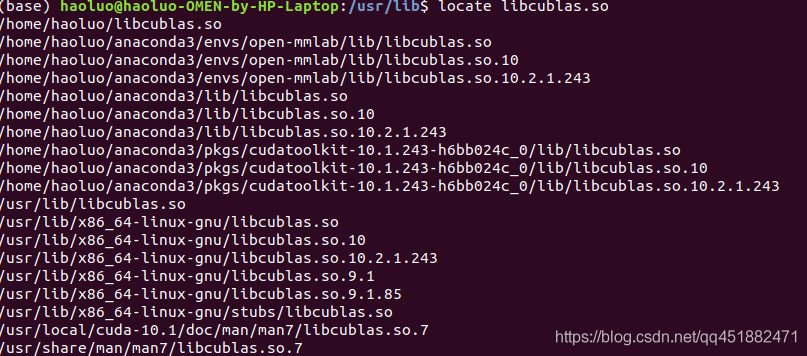 (base) haoluo@haoluo-OMEN-by-HP-Laptop:/usr/lib$ locate libcublas.so
/home/haoluo/libcublas.so
/home/haoluo/anaconda3/envs/open-mmlab/lib/libcublas.so
/home/haoluo/anaconda3/envs/open-mmlab/lib/libcublas.so.10
/home/haoluo/anaconda3/envs/open-mmlab/lib/libcublas.so.10.2.1.243
/home/haoluo/anaconda3/lib/libcublas.so
/home/haoluo/anaconda3/lib/libcublas.so.10
/home/haoluo/anaconda3/lib/libcublas.so.10.2.1.243
/home/haoluo/anaconda3/pkgs/cudatoolkit-10.1.243-h6bb024c_0/lib/libcublas.so
/home/haoluo/anaconda3/pkgs/cudatoolkit-10.1.243-h6bb024c_0/lib/libcublas.so.10
/home/haoluo/anaconda3/pkgs/cudatoolkit-10.1.243-h6bb024c_0/lib/libcublas.so.10.2.1.243
/usr/lib/libcublas.so
/usr/lib/x86_64-linux-gnu/libcublas.so
/usr/lib/x86_64-linux-gnu/libcublas.so.10
/usr/lib/x86_64-linux-gnu/libcublas.so.10.2.1.243
/usr/lib/x86_64-linux-gnu/libcublas.so.9.1
/usr/lib/x86_64-linux-gnu/libcublas.so.9.1.85
/usr/lib/x86_64-linux-gnu/stubs/libcublas.so
/usr/local/cuda-10.1/doc/man/man7/libcublas.so.7
/usr/share/man/man7/libcublas.so.7
https://blog.csdn.net/qq451882471